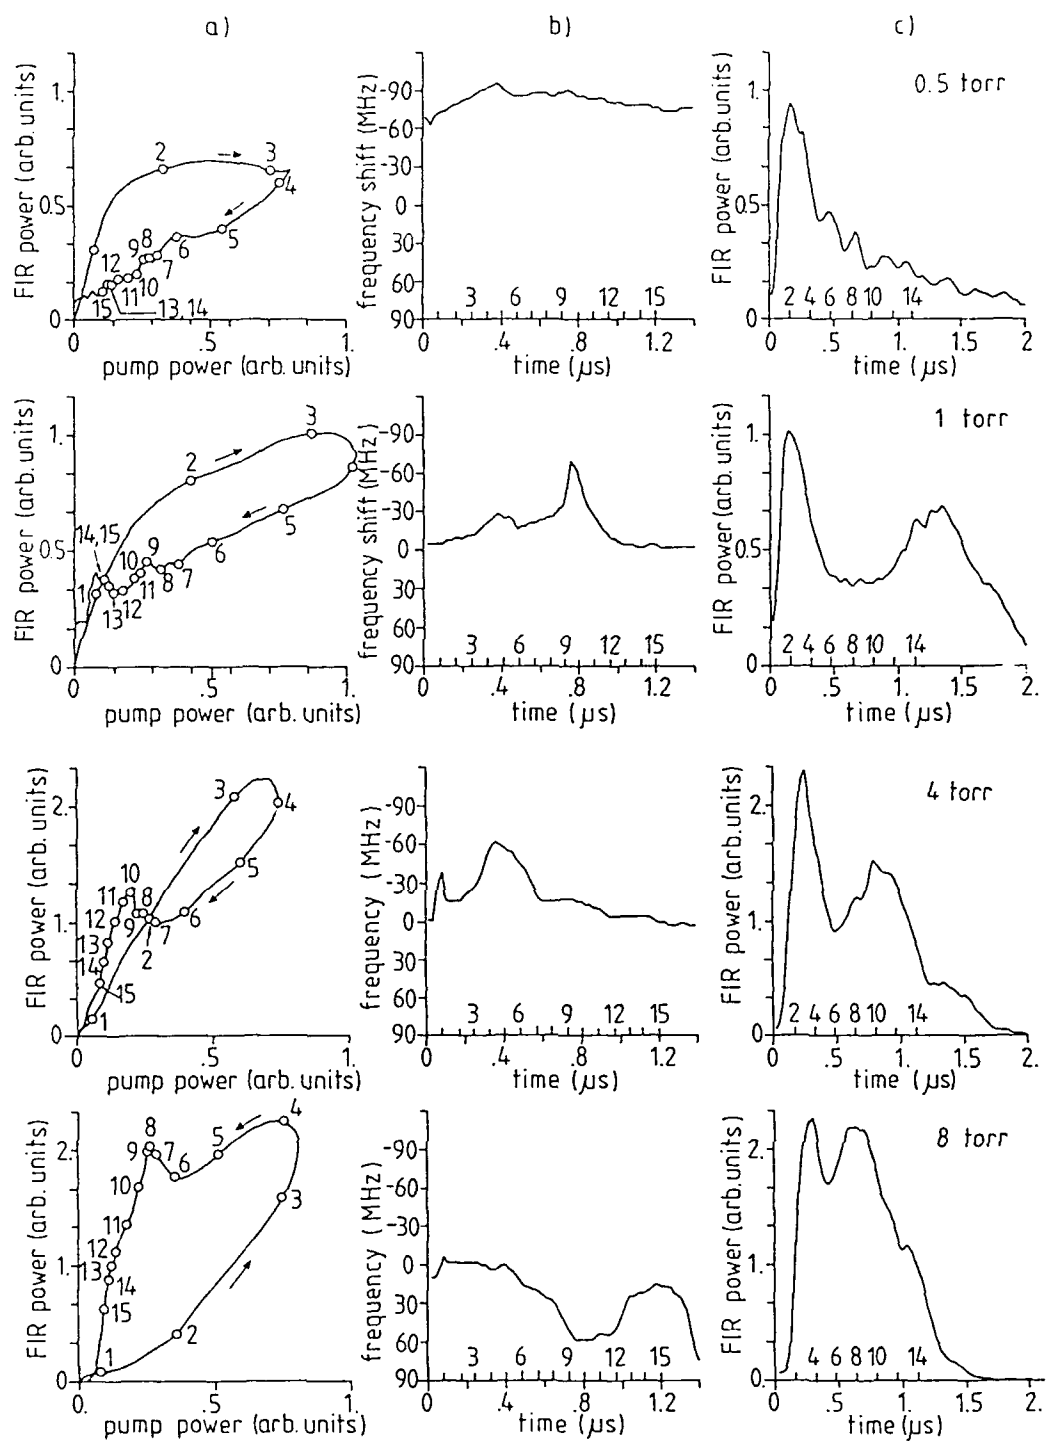 a) b) c)
FIR power (arb. units)
1.
0.5
0
2 3 4 5 6 7 8 9 10 11 12 13, 14 15
0 .5 1.
pump power (arb. units)
frequency shift (MHz)
-90
-60
-30
0
30
60
90
3 6 9 12 15
0 .4 .8 1.2
time (µs)
FIR power (arb. units)
0.5 torr
1.
0.5
0
2 4 6 8 10 14
0 .5 1. 1.5 2.
time (µs)
FIR power (arb. units)
1.
0.5
0
1 2 3 5 6 7 8 9 10 11 12 13 14,15
0 .5 1.
pump power (arb. units)
frequency shift (MHz)
-90
-60
-30
0
30
60
90
3 6 9 12 15
0 .4 .8 1.2
time (µs)
FIR power (arb. units)
1 torr
1.
0.5
0
2 4 6 8 10 14
0 .5 1. 1.5 2.
time (µs)
FIR power (arb. units)
2.
1.
0
1 2 3 4 5 6 7 8 9 10 11 12 13 14 15
0 .5 1.
pump power (arb. units)
frequency (MHz)
-90
-60
-30
0
30
60
90
3 6 9 12 15
0 .4 .8 1.2
time (µs)
FIR power (arb.units)
4 torr
2.
1.
0
2 4 6 8 10 14
0 .5 1. 1.5 2.
time (µs)
FIR power (arb. units)
2.
1.
0
1 2 3 4 5 6 7 8 9 10 11 12 13 14 15
0. .5 1.
pump power (arb. units)
frequency (MHz)
-90
-60
-30
0
30
60
90
3 6 9 12 15
0 .4 .8 1.2
time (µs)
FIR power (arb.units)
8 torr
2.
1.
0
4 6 8 10 14
0 .5 1. 1.5 2.
time (µs)